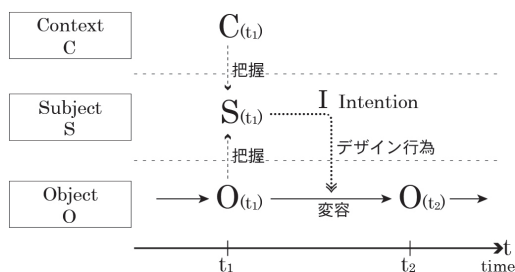 Context
C
C(t₁)
把握
Subject
S
S(t₁)
I Intention
デザイン行為
把握
Object
O
O(t₁)
変容
O(t₂)
t
t₁
t₂
time